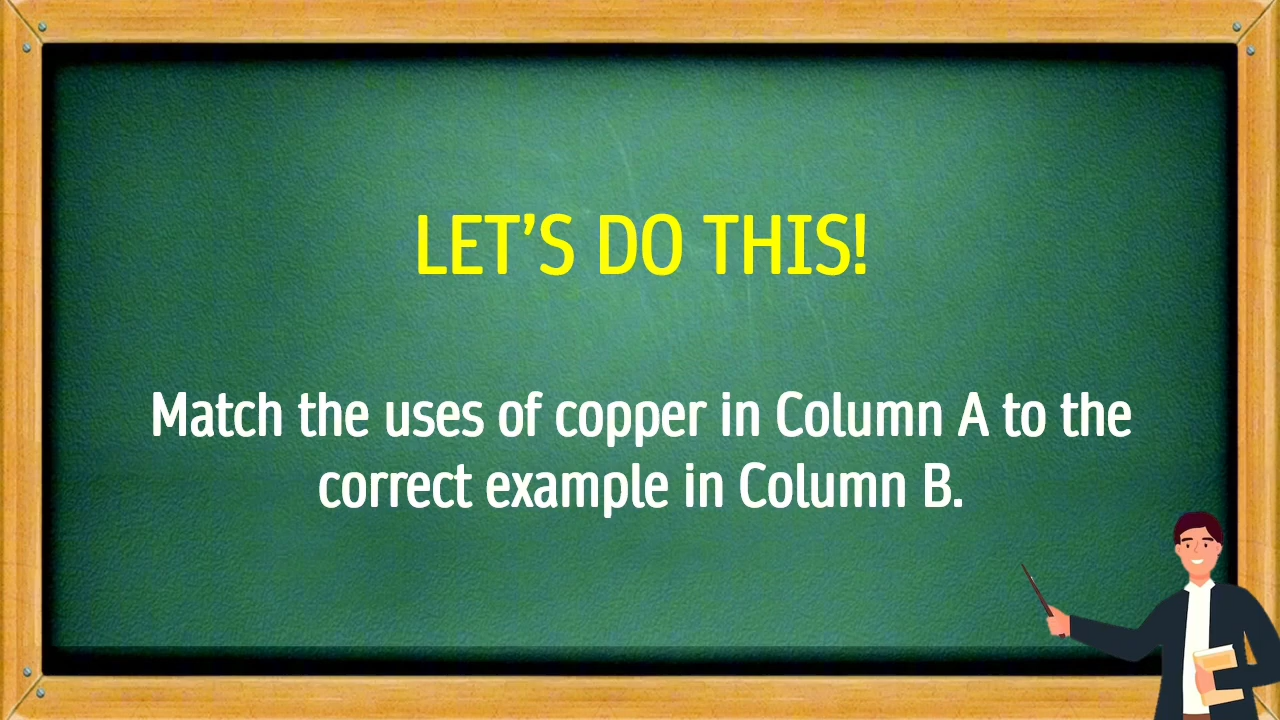 LET’S DO THIS!
Match the uses of copper in Column A to the
correct example in Column B.